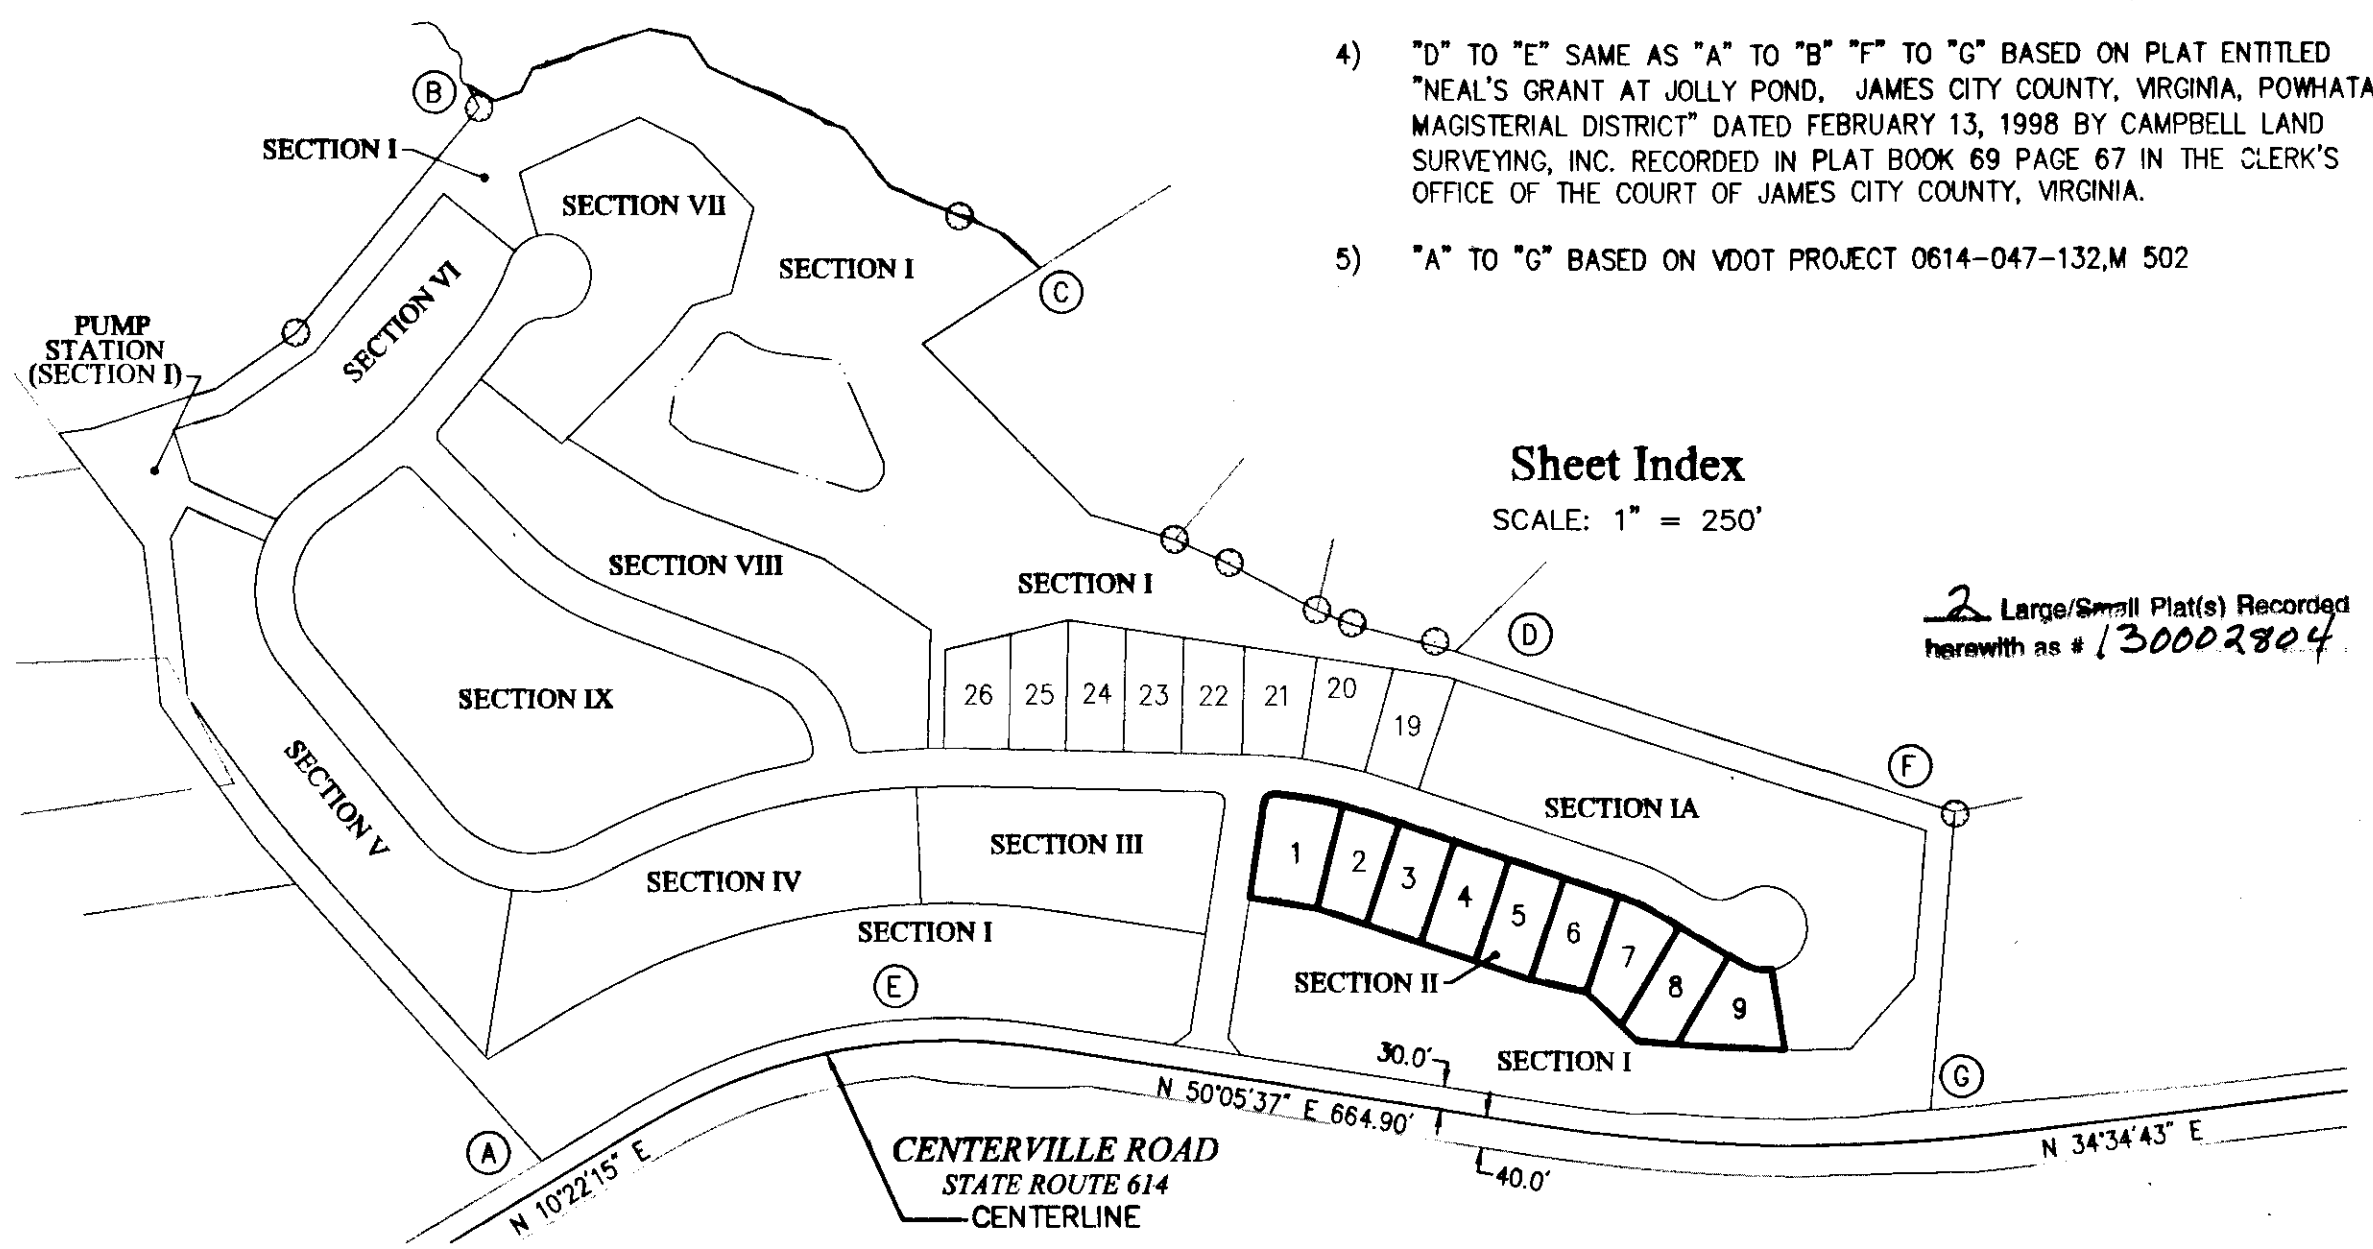 4) "D" TO "E" SAME AS "A" TO "B" "F" TO "G" BASED ON PLAT ENTITLED
"NEAL'S GRANT AT JOLLY POND, JAMES CITY COUNTY, VIRGINIA, POWHATA
MAGISTERIAL DISTRICT" DATED FEBRUARY 13, 1998 BY CAMPBELL LAND
SURVEYING, INC. RECORDED IN PLAT BOOK 69 PAGE 67 IN THE CLERK'S
OFFICE OF THE COURT OF JAMES CITY COUNTY, VIRGINIA.
5) "A" TO "G" BASED ON VDOT PROJECT 0614-047-132,M 502
B
SECTION I
SECTION VII
SECTION I
C
SECTION VI
PUMP
STATION
(SECTION I)
Sheet Index
SCALE: 1" = 250'
SECTION VIII
SECTION I
D
2 Large/Small Plat(s) Recorded
herewith as # 130002804
SECTION IX
26 25 24 23 22 21 20 19
F
SECTION V
SECTION IA
SECTION III
SECTION IV
1 2 3 4 5 6 7 8 9
SECTION I
E
SECTION II
30.0'
SECTION I
G
N 50°05'37" E 664.90'
A
N 10°22'15" E
CENTERVILLE ROAD
STATE ROUTE 614
CENTERLINE
40.0'
N 34°34'43" E